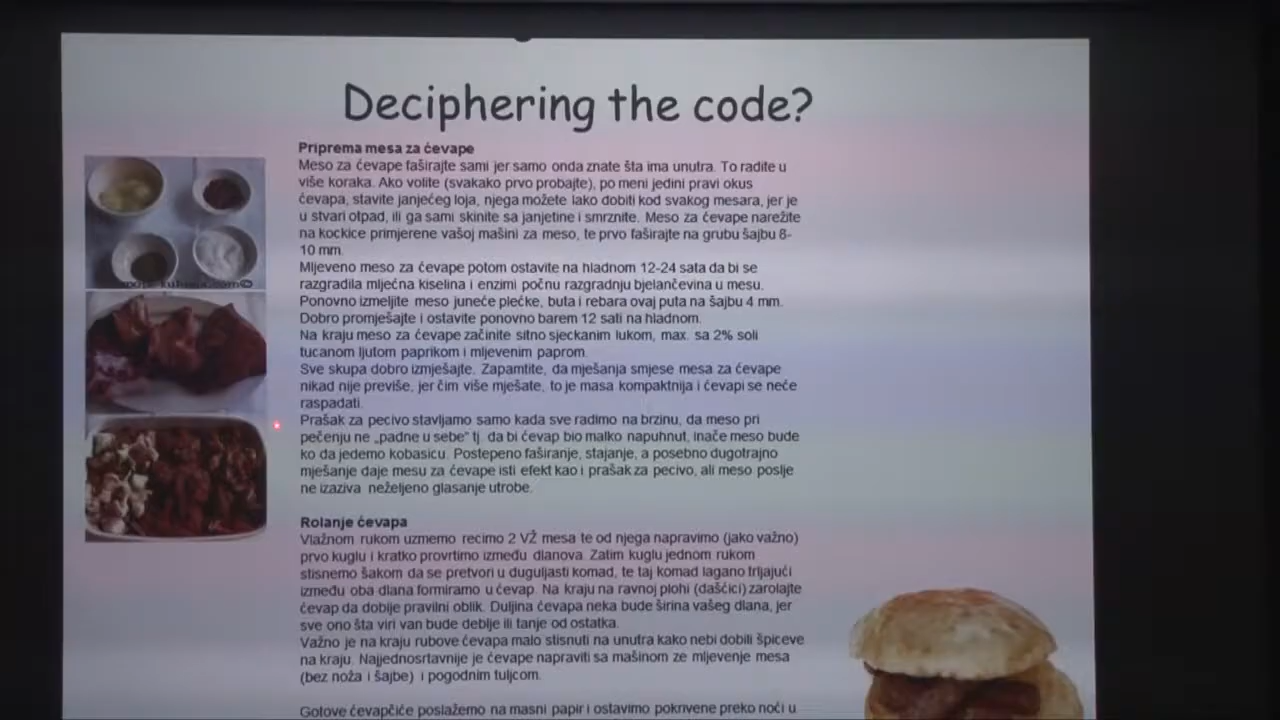 Deciphering the code?
Priprema mesa za ćevape
Meso za ćevape faširajte sami jer samo onda znate šta ima unutra. To radite u
više koraka. Ako volite (svakako prvo probajte), po meni jedini pravi okus
ćevapa, stavite janjećeg loja, njega možete lako dobiti kod svakog mesara, jer je
u stvari otpad, ili ga sami skinite sa janjetine i smrznite. Meso za ćevape narežite
na kockice primjerene vašoj mašini za meso, te prvo faširajte na grubu šajbu 8-
10 mm.
Mljeveno meso za ćevape potom ostavite na hladnom 12-24 sata da bi se
razgradila mljećna kiselina i enzimi počnu razgradnju bjelančevina u mesu.
Ponovno izmeljite meso juneće plećke, buta i rebara ovaj puta na šajbu 4 mm.
Dobro promješajte i ostavite ponovno barem 12 sati na hladnom.
Na kraju meso za ćevape začinite sitno sjeckanim lukom, max. sa 2% soli
tucanom ljutom paprikom i mljevenim paprom.
Sve skupa dobro izmješajte. Zapamtite, da mješanja smjese mesa za ćevape
nikad nije previše, jer čim više mješate, to je masa kompaktnija i ćevapi se neće
raspadati.
Prašak za pecivo stavljamo samo kada sve radimo na brzinu, da meso pri
pečenju ne „padne u sebe“ tj. da bi ćevap bio malko napuhnut, inače meso bude
ko da jedemo kobasicu. Postepeno faširanje, stajanje, a posebno dugotrajno
mješanje daje mesu za ćevape isti efekt kao i prašak za pecivo, ali meso poslje
ne izaziva neželjeno glasanje utrobe.
Rolanje ćevapa
Vlažnom rukom uzmemo recimo 2 VŽ mesa te od njega napravimo (jako važno)
prvo kuglu i kratko provrtimo između dlanova. Zatim kuglu jednom rukom
stisnemo šakom da se pretvori u duguljasti komad, te taj komad lagano trljajući
između oba dlana formiramo u ćevap. Na kraju na ravnoj plohi (dašćici) zarolajte
ćevap da dobije pravilni oblik. Duljina ćevapa neka bude širina vašeg dlana, jer
sve ono šta viri van bude deblje ili tanje od ostatka.
Važno je na kraju rubove ćevapa malo stisnuti na unutra kako nebi dobili špiceve
na kraju. Najjednosrtavnije je ćevape napraviti sa mašinom ze mljevenje mesa
(bez noža i šajbe) i pogodnim tuljcom.
Gotove ćevapčiće poslažemo na masni papir i ostavimo pokrivene preko noći u